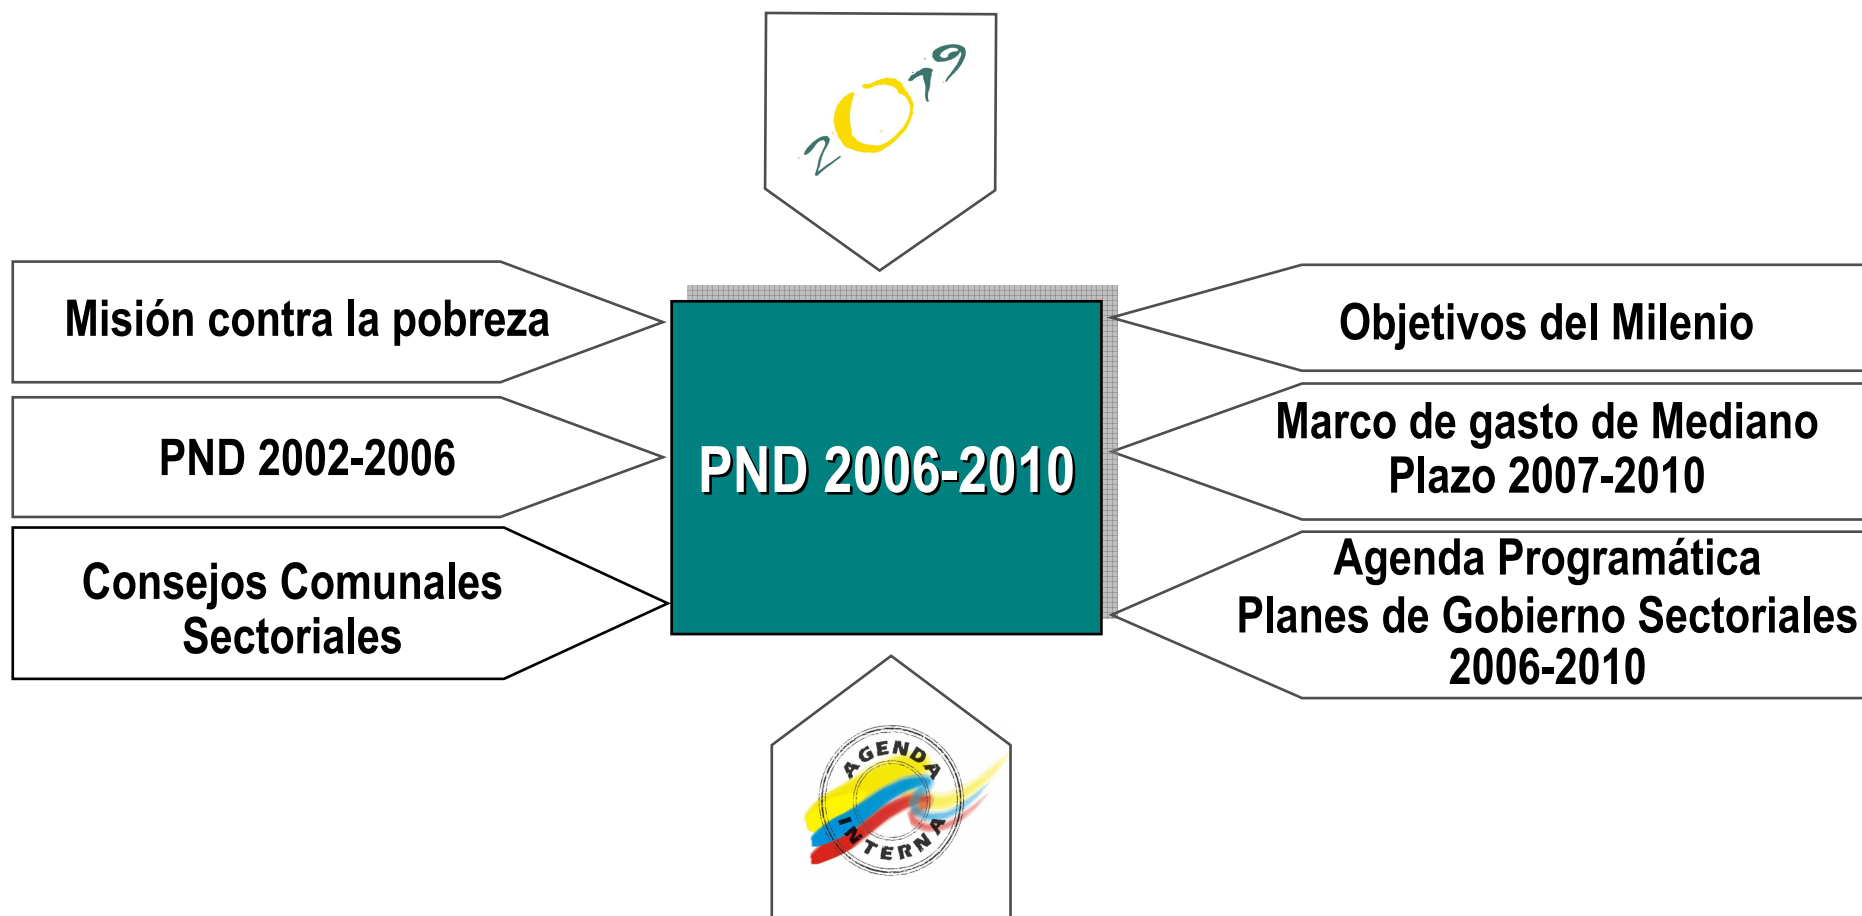 2019
Misión contra la pobreza
PND 2002-2006
Consejos Comunales
Sectoriales
PND 2006-2010
Objetivos del Milenio
Marco de gasto de Mediano
Plazo 2007-2010
Agenda Programática
Planes de Gobierno Sectoriales
2006-2010
AGENDA
INTERNA